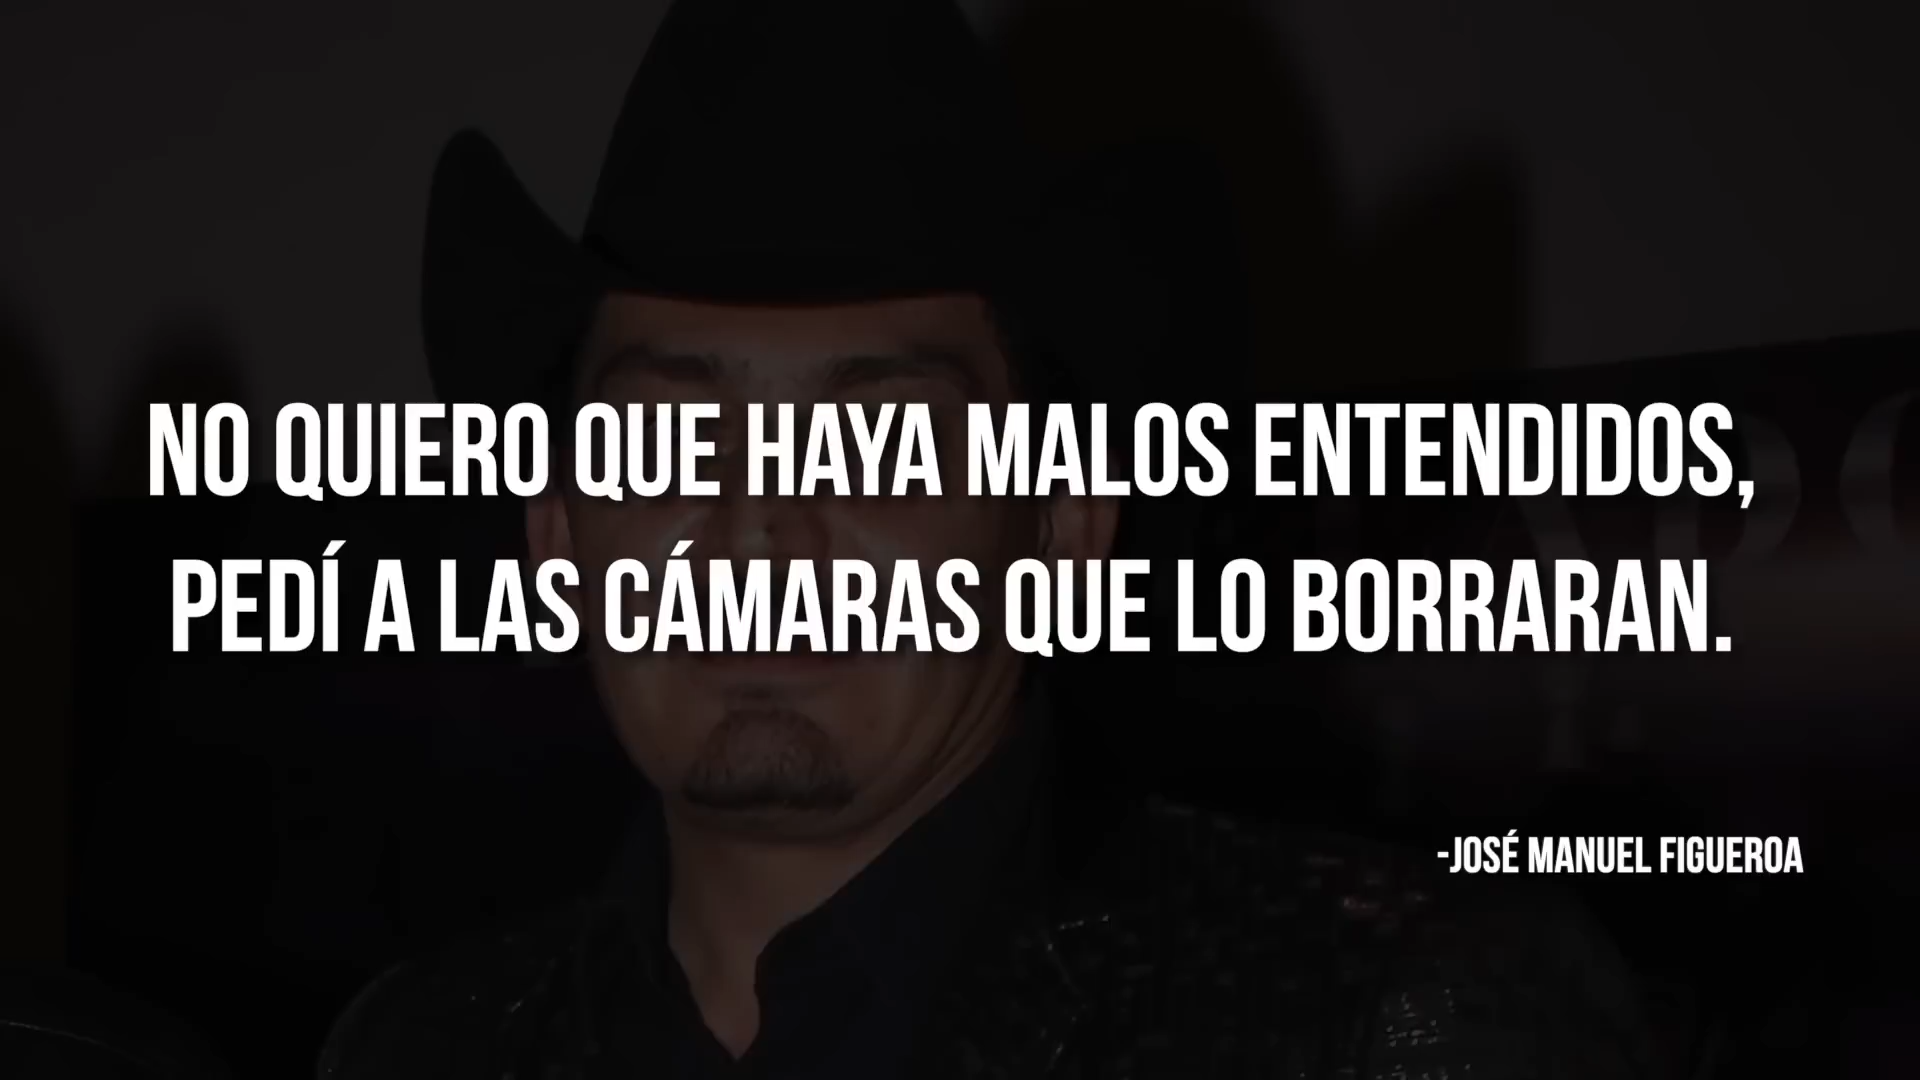 NO QUIERO QUE HAYA MALOS ENTENDIDOS,
PEDÍ A LAS CÁMARAS QUE LO BORRARAN.
-JOSÉ MANUEL FIGUEROA